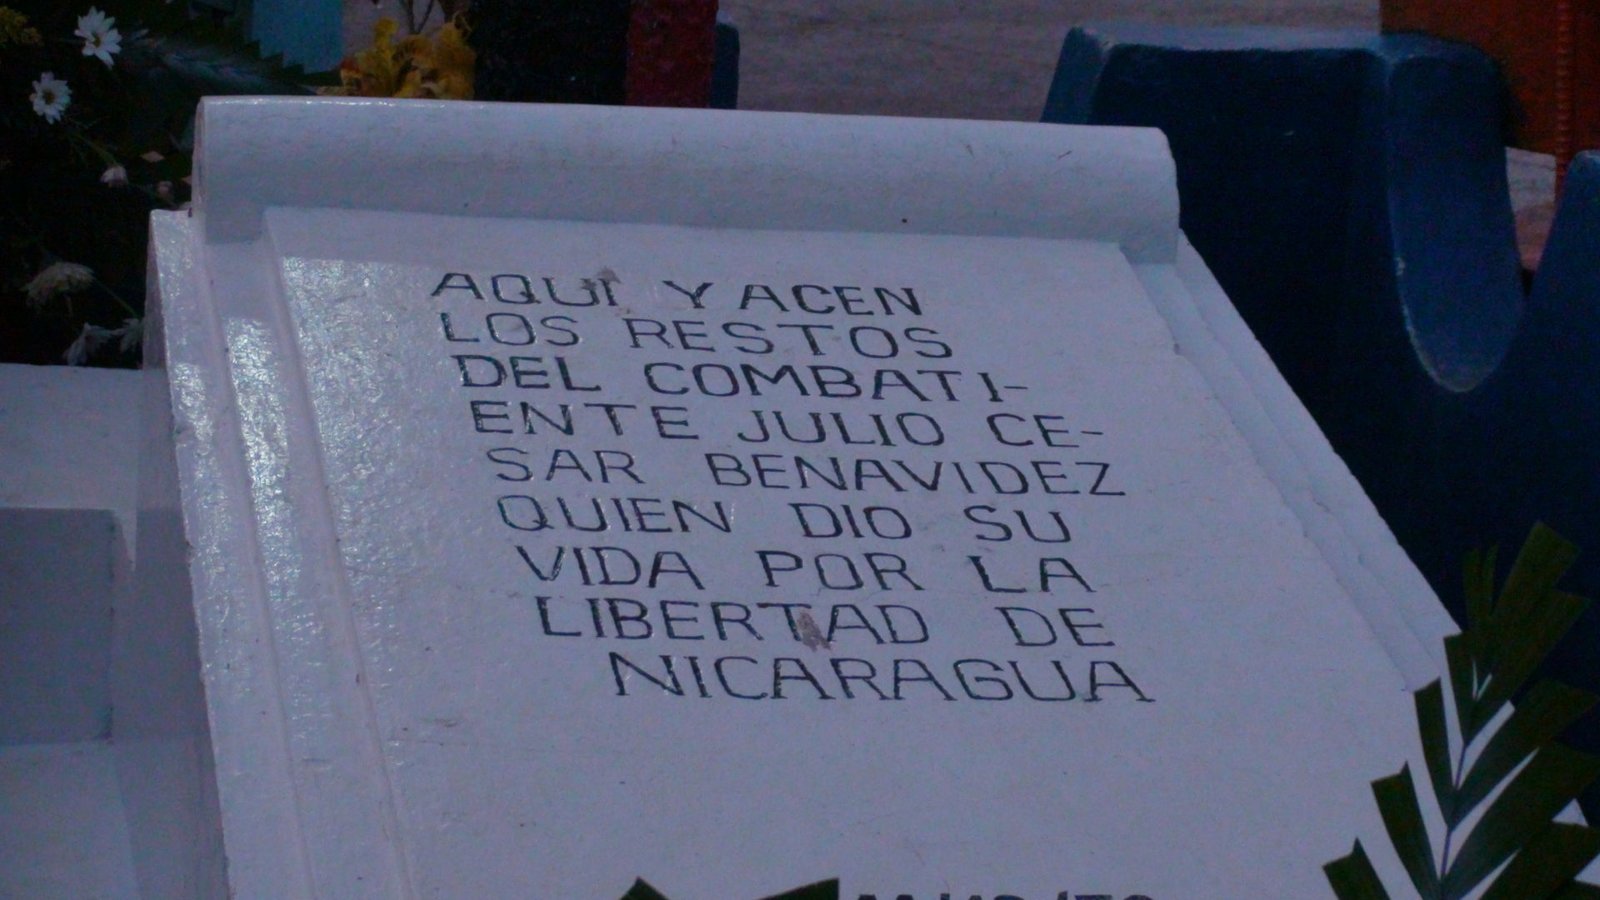 AQUI YACEN
LOS RESTOS
DEL COMBATI-
ENTE JULIO CE-
SAR BENAVIDEZ
QUIEN DIO SU
VIDA POR LA
LIBERTAD DE
NICARAGUA